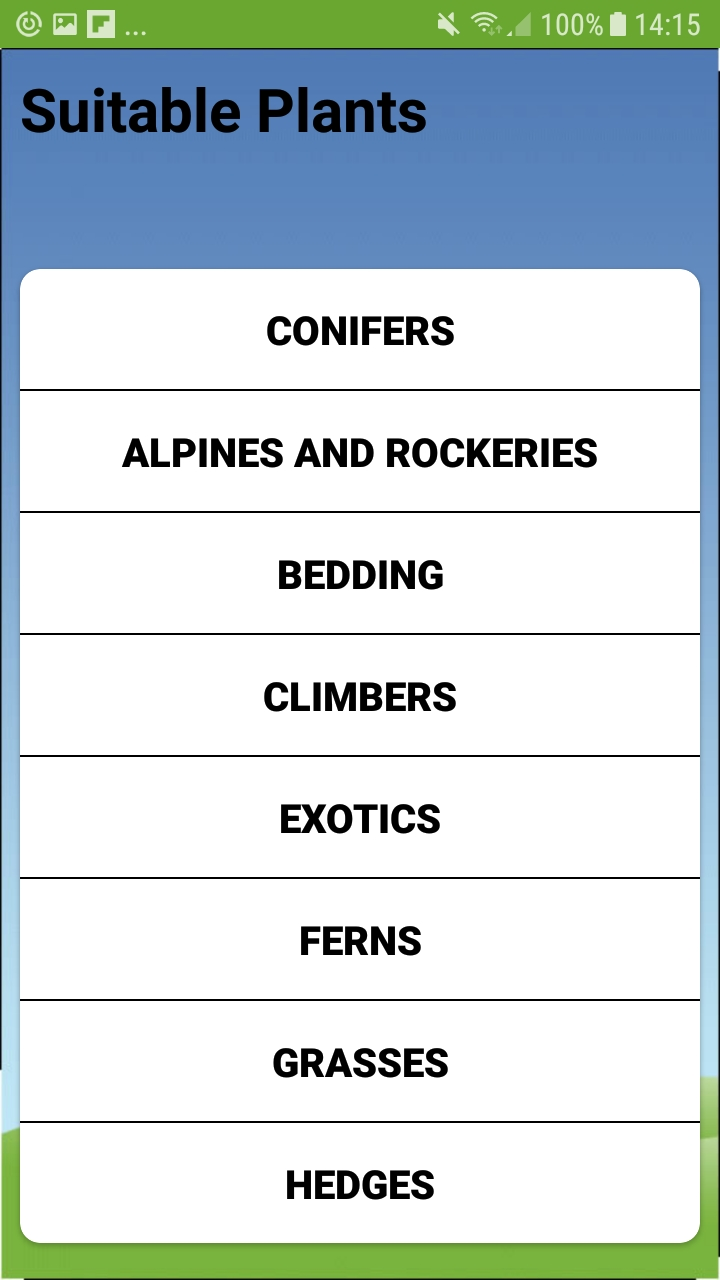 ... 100% 14:15
Suitable Plants
CONIFERS
ALPINES AND ROCKERIES
BEDDING
CLIMBERS
EXOTICS
FERNS
GRASSES
HEDGES